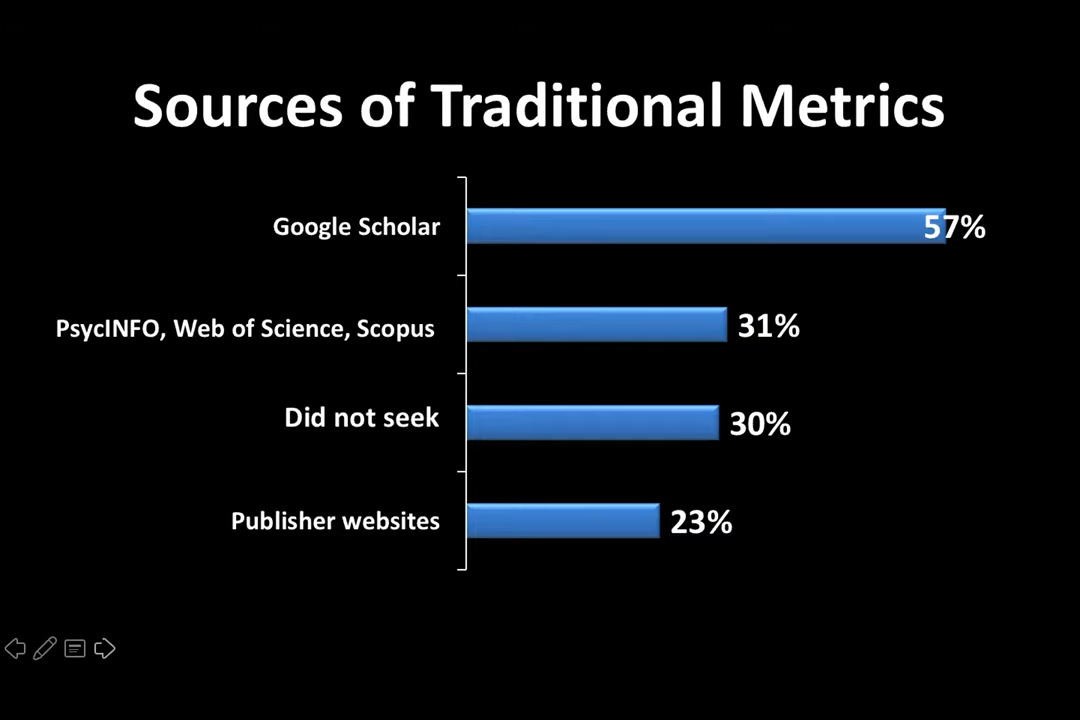 Sources of Traditional Metrics
Google Scholar
57%
PsycINFO, Web of Science, Scopus
31%
Did not seek
30%
Publisher websites
23%